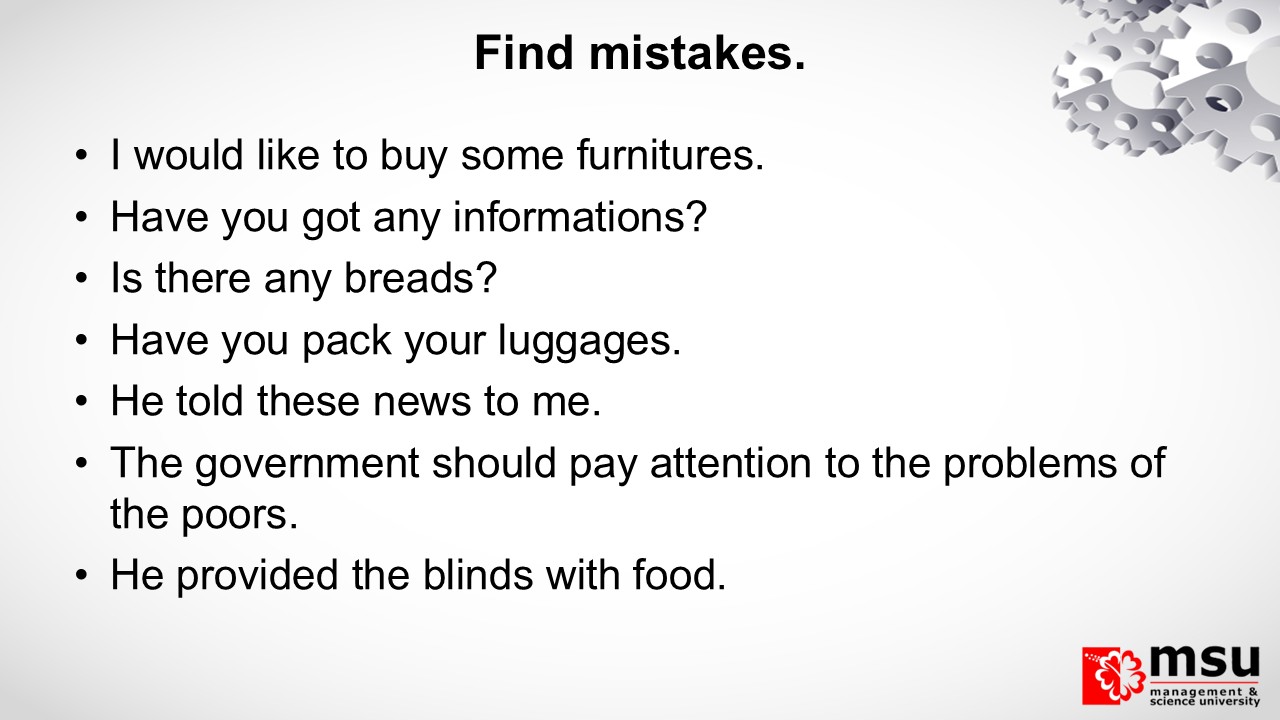 Find mistakes.
• I would like to buy some furnitures.
• Have you got any informations?
• Is there any breads?
• Have you pack your luggages.
• He told these news to me.
• The government should pay attention to the problems of
the poors.
• He provided the blinds with food.
msu
management &
science university